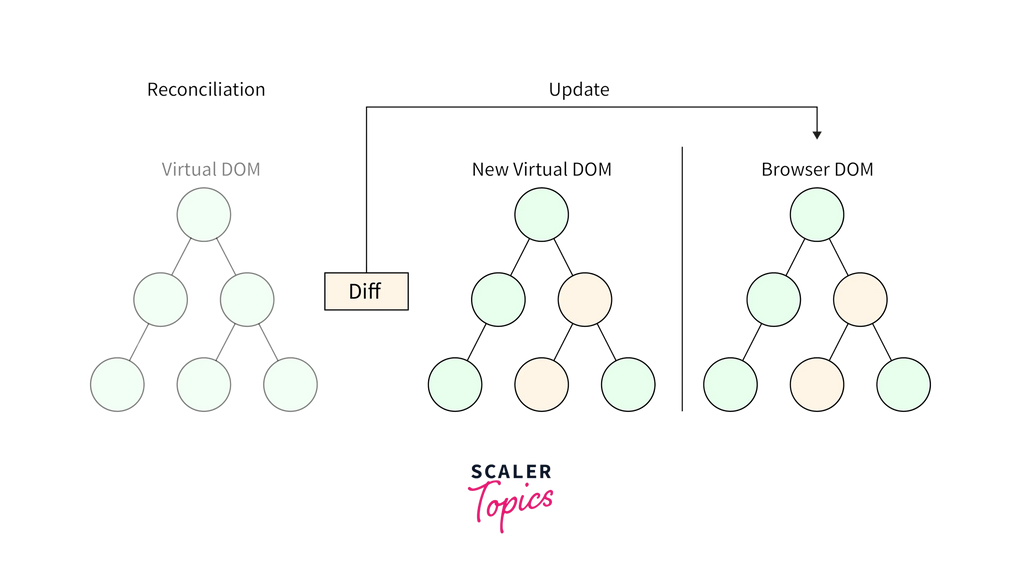 Reconciliation
Update
Virtual DOM
New Virtual DOM
Browser DOM
Diff
SCALER
Topics